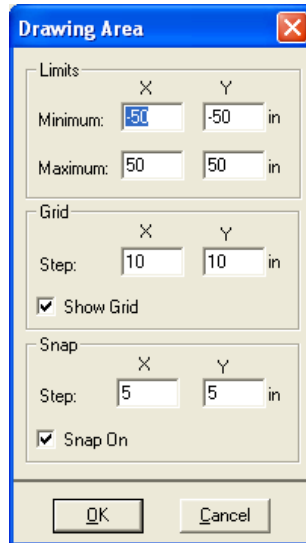 Drawing Area
Limits
X Y
Minimum: -50 -50 in
Maximum: 50 50 in
Grid
X Y
Step: 10 10 in
Show Grid
Snap
X Y
Step: 5 5 in
Snap On
OK Cancel